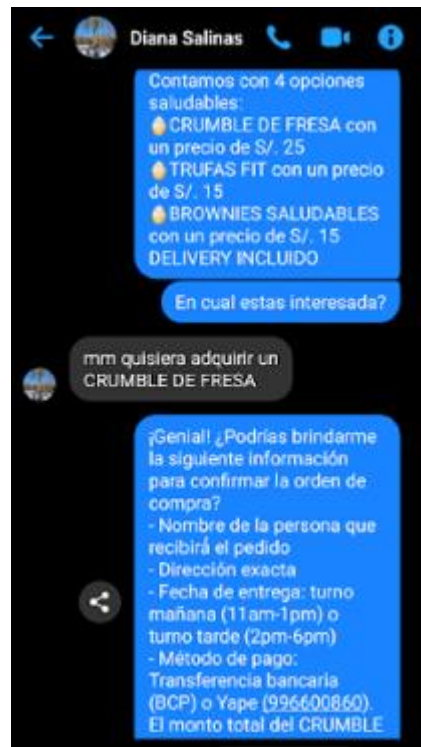 Diana Salinas
Contamos con 4 opciones
saludables:
🥚CRUMBLE DE FRESA con
un precio de S/. 25
🥚TRUFAS FIT con un precio
de S/. 15
🥚BROWNIES SALUDABLES
con un precio de S/. 15
DELIVERY INCLUIDO
En cual estas interesada?
mm quisiera adquirir un
CRUMBLE DE FRESA
¡Genial! ¿Podrías brindarme
la siguiente información
para confirmar la orden de
compra?
- Nombre de la persona que
recibirá el pedido
- Dirección exacta
- Fecha de entrega: turno
mañana (11am-1pm) o
turno tarde (2pm-6pm)
- Método de pago:
Transferencia bancaria
(BCP) o Yape (996600860).
El monto total del CRUMBLE